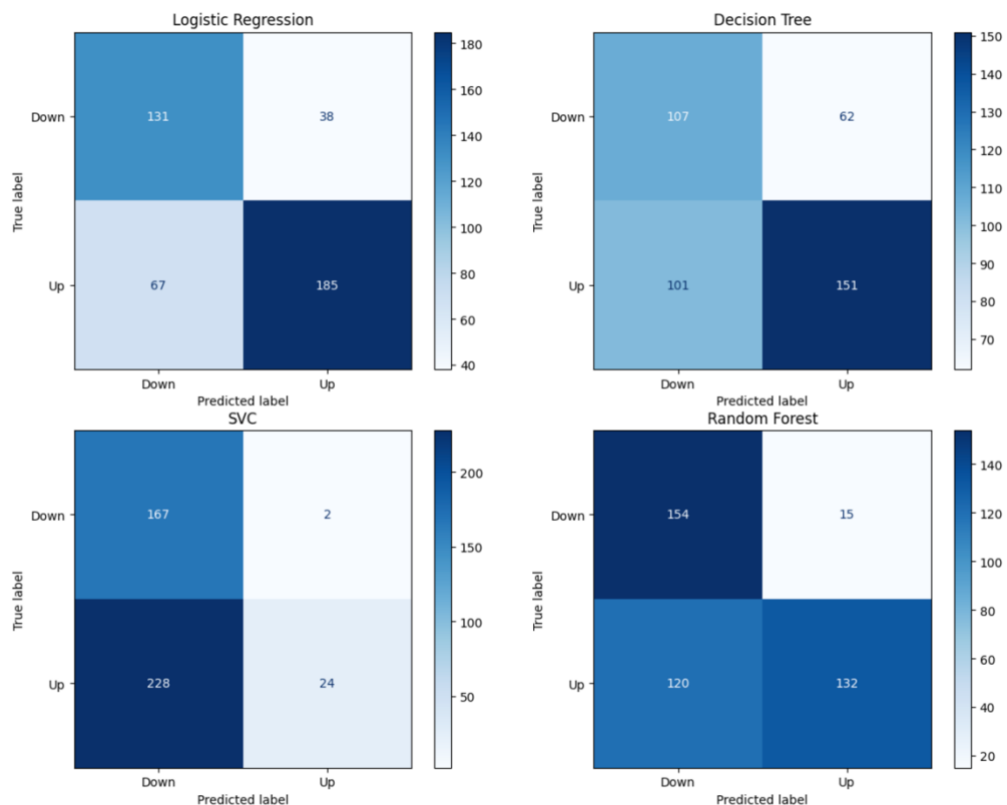 Logistic Regression
True label
Down
Up
131
38
67
185
Down
Up
Predicted label
180
160
140
120
100
80
60
40
Decision Tree
True label
Down
Up
107
62
101
151
Down
Up
Predicted label
150
140
130
120
110
100
90
80
70
SVC
True label
Down
Up
167
2
228
24
Down
Up
Predicted label
200
150
100
50
Random Forest
True label
Down
Up
154
15
120
132
Down
Up
Predicted label
140
120
100
80
60
40
20